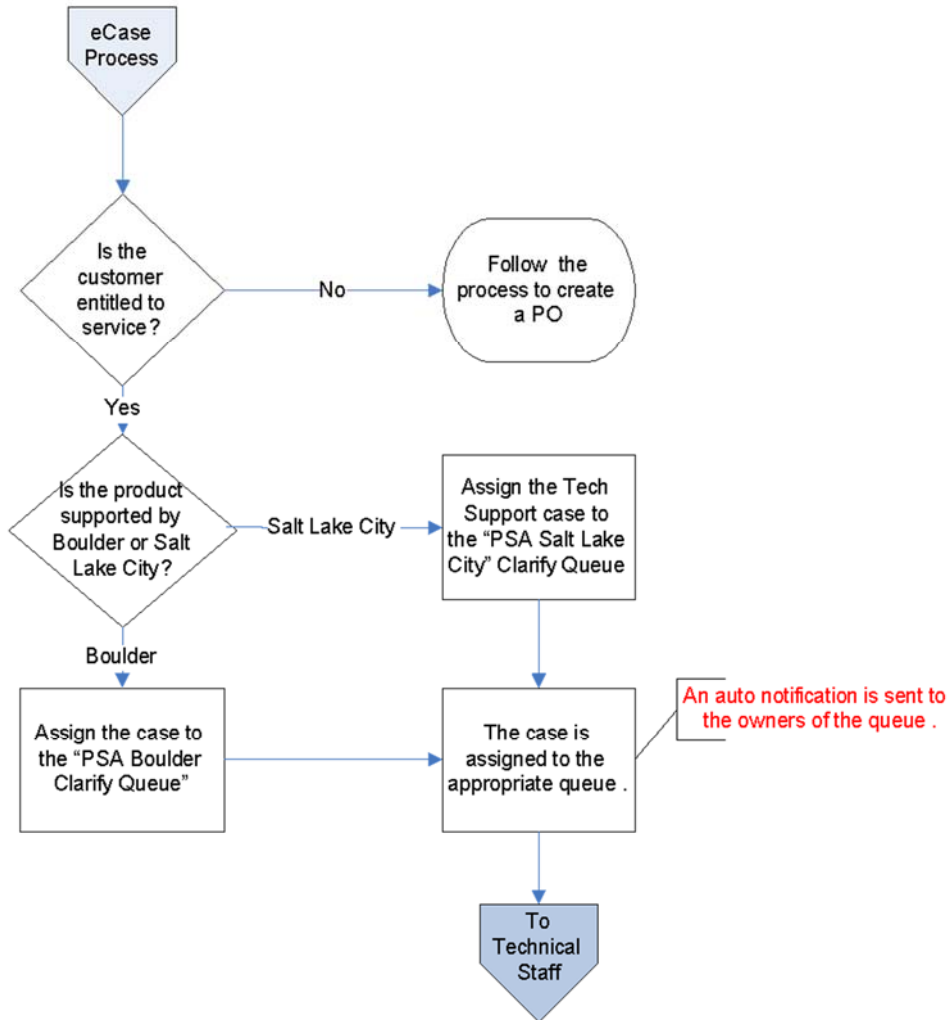 eCase
Process
Is the
customer
entitled to
service?
No
Follow the
process to create
a PO
Yes
Is the product
supported by
Boulder or Salt
Lake City?
Salt Lake City
Assign the Tech
Support case to
the “PSA Salt Lake
City” Clarify Queue
Boulder
Assign the case to
the “PSA Boulder
Clarify Queue”
The case is
assigned to the
appropriate queue .
An auto notification is sent to
the owners of the queue .
To
Technical
Staff